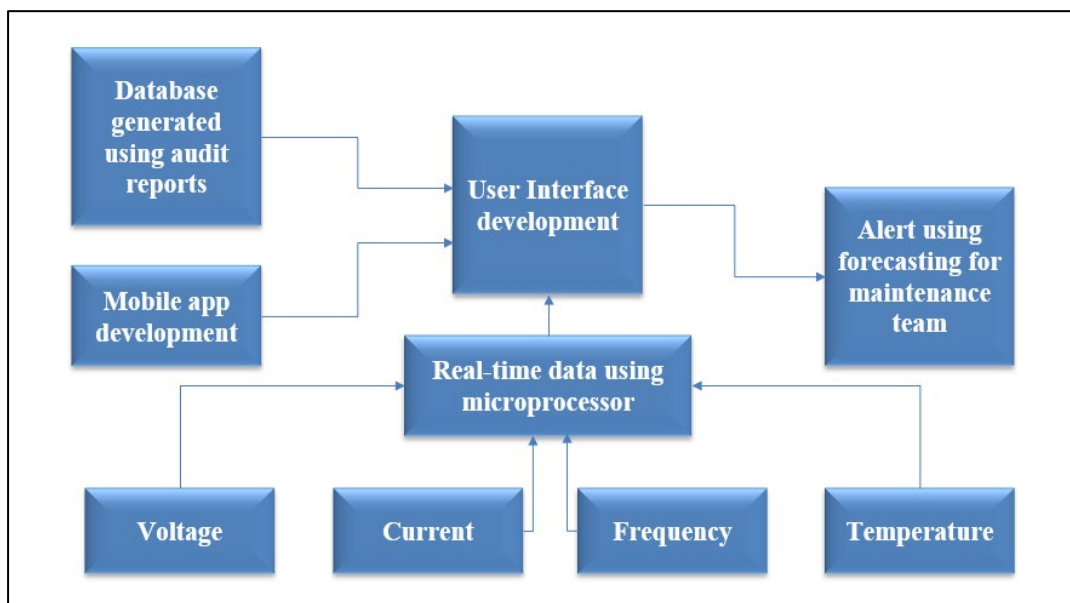 Database
generated
using audit
reports
User Interface
development
Alert using
forecasting for
maintenance
team
Mobile app
development
Real-time data using
microprocessor
Voltage
Current
Frequency
Temperature